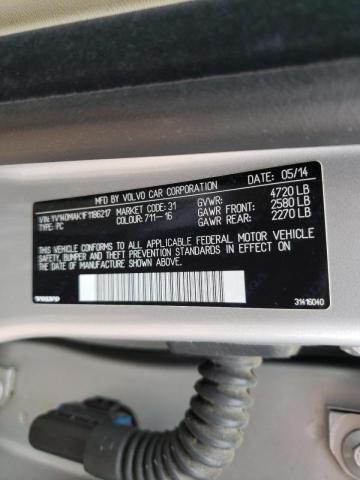 MFD BY VOLVO CAR CORPORATION DATE: 05/14
VIN: YV140MAK1F1186217 MARKET CODE: 31 GVWR: 4720 LB
TYPE: PC COLOUR: 711-16 GAWR FRONT: 2580 LB
GAWR REAR: 2270 LB
THIS VEHICLE CONFORMS TO ALL APPLICABLE FEDERAL MOTOR VEHICLE
SAFETY, BUMPER, AND THEFT PREVENTION STANDARDS IN EFFECT ON
THE DATE OF MANUFACTURE SHOWN ABOVE.
VOLVO 31416040